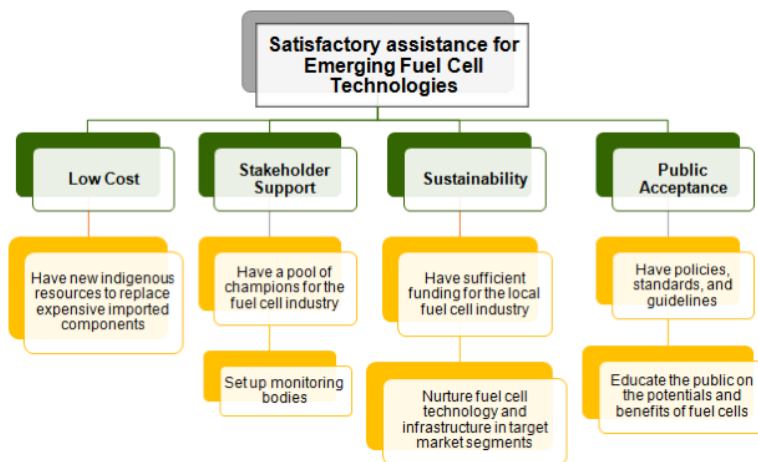 Satisfactory assistance for
Emerging Fuel Cell
Technologies
Low Cost
Stakeholder
Support
Sustainability
Public
Acceptance
Have new indigenous
resources to replace
expensive imported
components
Have a pool of
champions for the
fuel cell industry
Have sufficient
funding for the local
fuel cell industry
Have policies,
standards, and
guidelines
Set up monitoring
bodies
Nurture fuel cell
technology and
infrastructure in target
market segments
Educate the public on
the potentials and
benefits of fuel cells